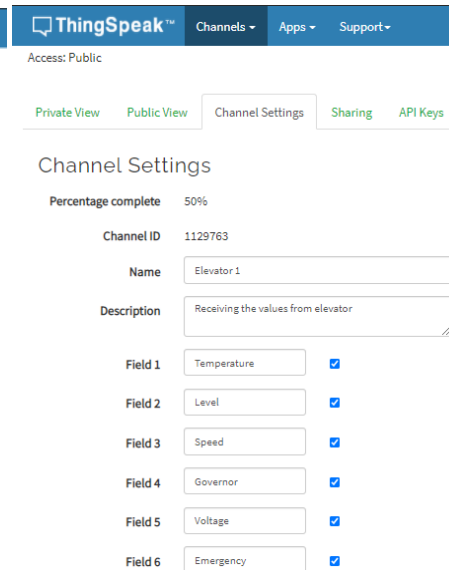 ThingSpeak™ Channels Apps Support
Access: Public
Private View Public View Channel Settings Sharing API Keys
Channel Settings
Percentage complete 50%
Channel ID 1129763
Name Elevator 1
Description Receiving the values from elevator
Field 1 Temperature
Field 2 Level
Field 3 Speed
Field 4 Governor
Field 5 Voltage
Field 6 Emergency